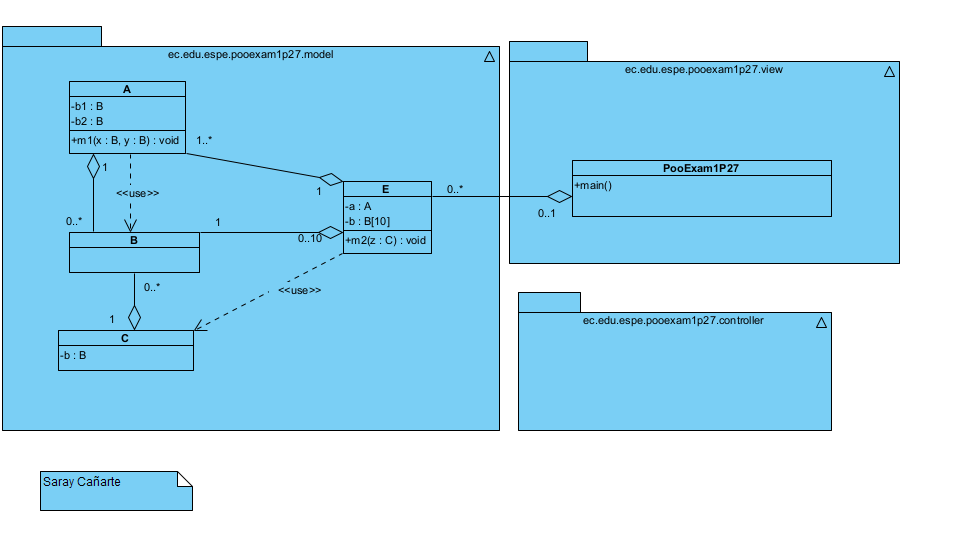 ec.edu.espe.pooexam1p27.model
A
-b1 : B
-b2 : B
+m1(x : B, y : B) : void
1..*
1
<<use>>
0..*
1
E
-a : A
-b : B[10]
+m2(z : C) : void
1
0..10
B
0..*
1
<<use>>
C
-b : B
ec.edu.espe.pooexam1p27.view
PooExam1P27
+main()
0..*
0..1
ec.edu.espe.pooexam1p27.controller
Saray Cañarte